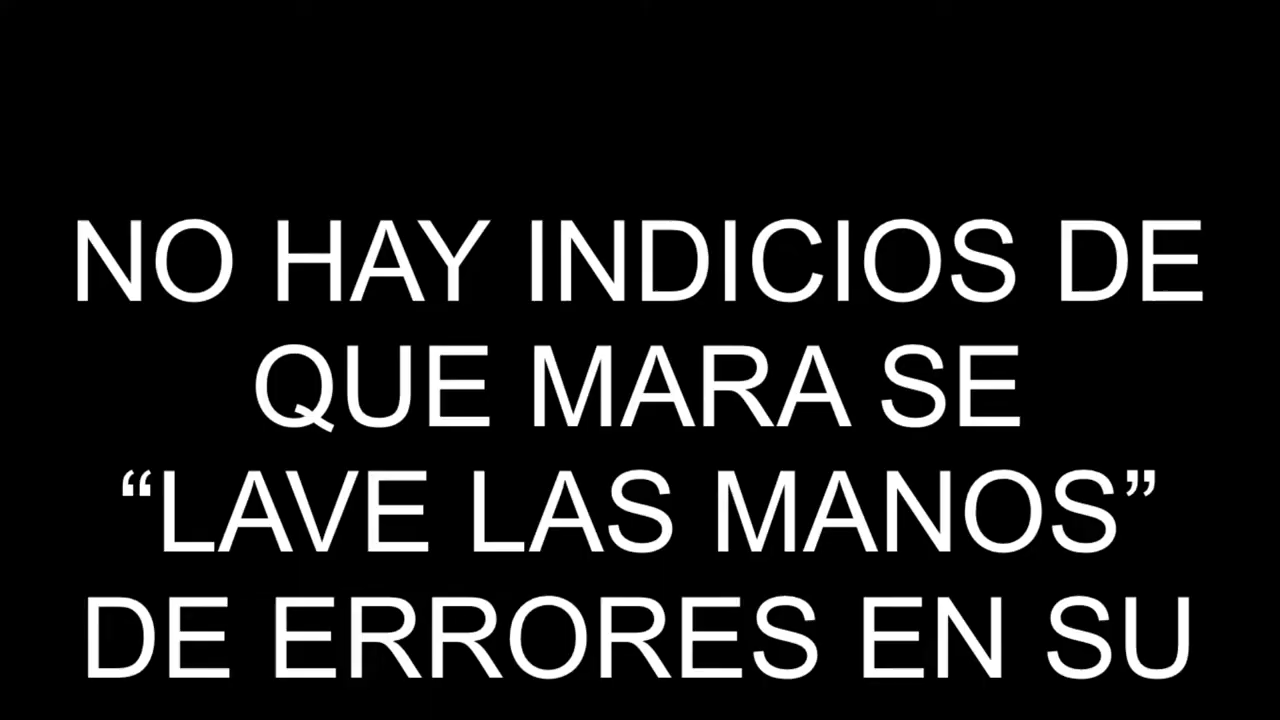 NO HAY INDICIOS DE
QUE MARA SE
“LAVE LAS MANOS”
DE ERRORES EN SU